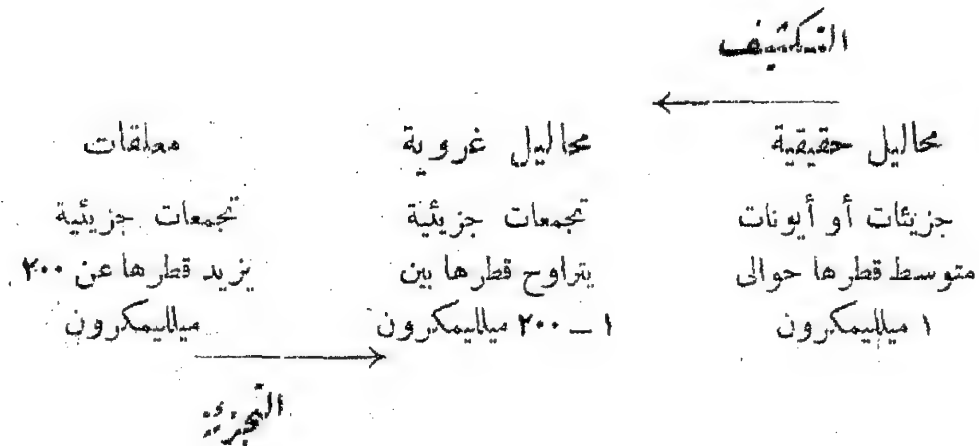 التكثيف
محاليل حقيقية
جزيئات أو أيونات
متوسط قطرها حوالى
١ ميلليمكرون
محاليل غروية
تجمعات جزيئية
يتراوح قطرها بين
١ — ٢٠٠ ميلليمكرون
معلقات
تجمعات جزيئية
يزيد قطرها عن ٢٠٠
ميلليمكرون
التجزئة